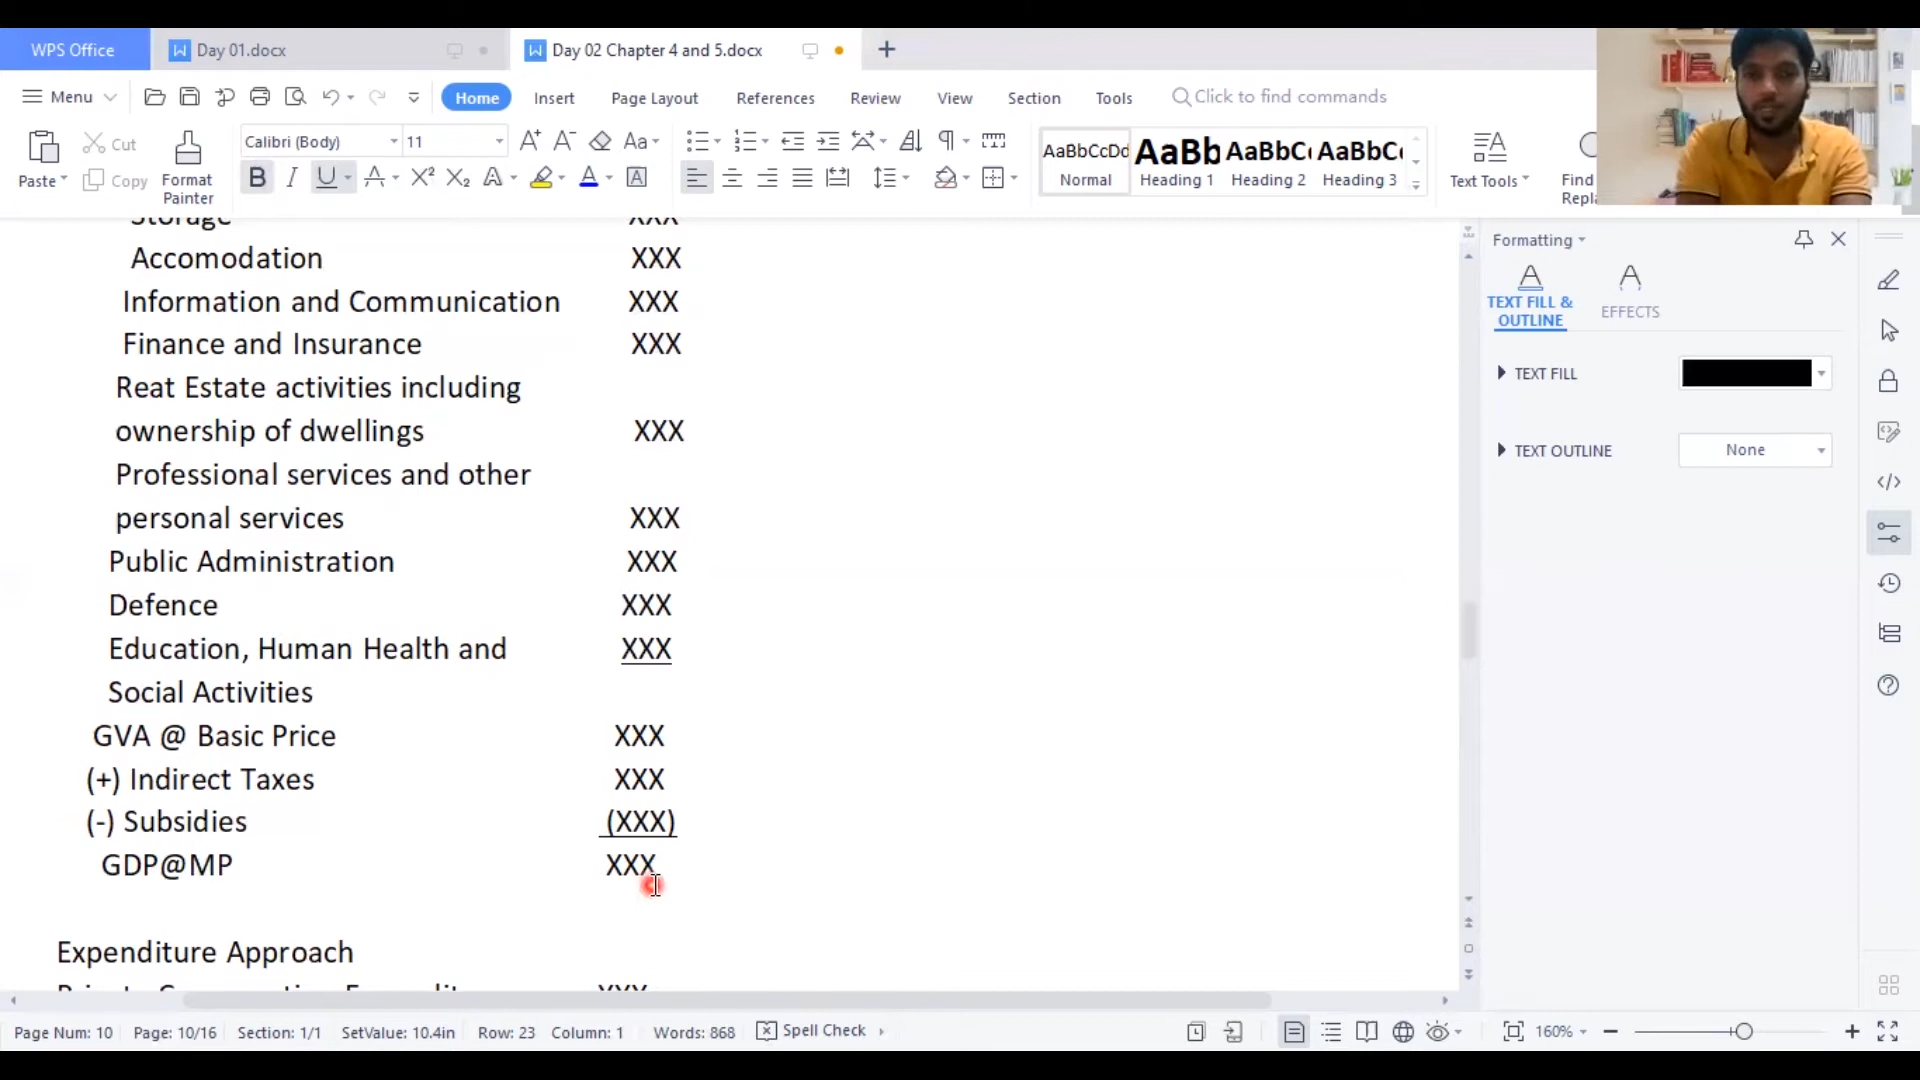 WPS Office
Day 01.docx
Day 02 Chapter 4 and 5.docx
Menu
Home
Insert
Page Layout
References
Review
View
Section
Tools
Click to find commands
Paste
Cut
Copy
Format
Painter
Calibri (Body)
11
AaBbCcDd
Normal
AaBb
Heading 1
AaBbC
Heading 2
AaBbC
Heading 3
Text Tools
Find
Repl
Storage XXX
Accomodation XXX
Information and Communication XXX
Finance and Insurance XXX
Reat Estate activities including
ownership of dwellings XXX
Professional services and other
personal services XXX
Public Administration XXX
Defence XXX
Education, Human Health and XXX
Social Activities
GVA @ Basic Price XXX
(+) Indirect Taxes XXX
(-) Subsidies (XXX)
GDP@MP XXX
Expenditure Approach
Formatting
TEXT FILL &
OUTLINE
EFFECTS
TEXT FILL
TEXT OUTLINE
None
Page Num: 10
Page: 10/16
Section: 1/1
SetValue: 10.4in
Row: 23
Column: 1
Words: 868
Spell Check
160%